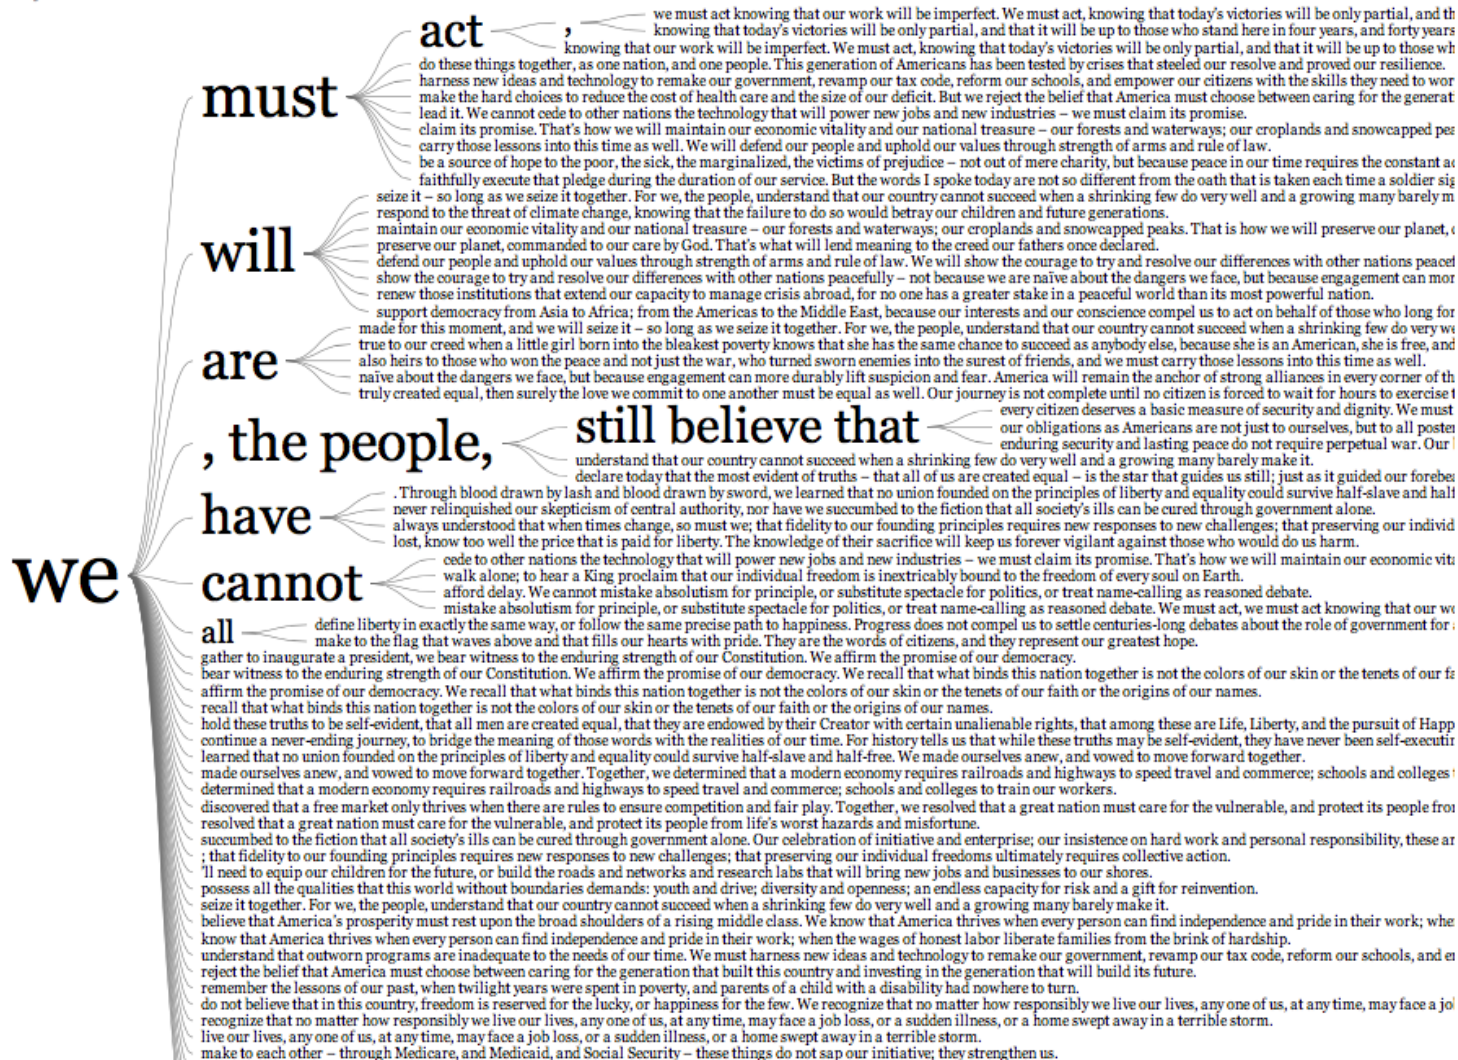 we
must
act
,
we must act knowing that our work will be imperfect. We must act, knowing that today's victories will be only partial, and th
knowing that today's victories will be only partial, and that it will be up to those who stand here in four years, and forty years
knowing that our work will be imperfect. We must act, knowing that today's victories will be only partial, and that it will be up to those wh
do these things together, as one nation, and one people. This generation of Americans has been tested by crises that steeled our resolve and proved our resilience.
harness new ideas and technology to remake our government, revamp our tax code, reform our schools, and empower our citizens with the skills they need to wor
make the hard choices to reduce the cost of health care and the size of our deficit. But we reject the belief that America must choose between caring for the generat
lead it. We cannot cede to other nations the technology that will power new jobs and new industries – we must claim its promise.
claim its promise. That's how we will maintain our economic vitality and our national treasure – our forests and waterways; our croplands and snowcapped pea
carry those lessons into this time as well. We will defend our people and uphold our values through strength of arms and rule of law.
be a source of hope to the poor, the sick, the marginalized, the victims of prejudice – not out of mere charity, but because peace in our time requires the constant ad
faithfully execute that pledge during the duration of our service. But the words I spoke today are not so different from the oath that is taken each time a soldier sig
will
seize it – so long as we seize it together. For we, the people, understand that our country cannot succeed when a shrinking few do very well and a growing many barely m
respond to the threat of climate change, knowing that the failure to do so would betray our children and future generations.
maintain our economic vitality and our national treasure – our forests and waterways; our croplands and snowcapped peaks. That is how we will preserve our planet, c
preserve our planet, commanded to our care by God. That's what will lend meaning to the creed our fathers once declared.
defend our people and uphold our values through strength of arms and rule of law. We will show the courage to try and resolve our differences with other nations peacef
show the courage to try and resolve our differences with other nations peacefully – not because we are naïve about the dangers we face, but because engagement can mor
renew those institutions that extend our capacity to manage crisis abroad, for no one has a greater stake in a peaceful world than its most powerful nation.
support democracy from Asia to Africa; from the Americas to the Middle East, because our interests and our conscience compel us to act on behalf of those who long for
are
made for this moment, and we will seize it – so long as we seize it together. For we, the people, understand that our country cannot succeed when a shrinking few do very we
true to our creed when a little girl born into the bleakest poverty knows that she has the same chance to succeed as anybody else, because she is an American, she is free, and
also heirs to those who won the peace and not just the war, who turned sworn enemies into the surest of friends, and we must carry those lessons into this time as well.
naïve about the dangers we face, but because engagement can more durably lift suspicion and fear. America will remain the anchor of strong alliances in every corner of th
truly created equal, then surely the love we commit to one another must be equal as well. Our journey is not complete until no citizen is forced to wait for hours to exercise t
, the people,
still believe that
every citizen deserves a basic measure of security and dignity. We must
our obligations as Americans are not just to ourselves, but to all poster
enduring security and lasting peace do not require perpetual war. Our
understand that our country cannot succeed when a shrinking few do very well and a growing many barely make it.
declare today that the most evident of truths – that all of us are created equal – is the star that guides us still; just as it guided our forebea
have
. Through blood drawn by lash and blood drawn by sword, we learned that no union founded on the principles of liberty and equality could survive half-slave and half
never relinquished our skepticism of central authority, nor have we succumbed to the fiction that all society's ills can be cured through government alone.
always understood that when times change, so must we; that fidelity to our founding principles requires new responses to new challenges; that preserving our individ
lost, know too well the price that is paid for liberty. The knowledge of their sacrifice will keep us forever vigilant against those who would do us harm.
cannot
cede to other nations the technology that will power new jobs and new industries – we must claim its promise. That's how we will maintain our economic vita
walk alone; to hear a King proclaim that our individual freedom is inextricably bound to the freedom of every soul on Earth.
afford delay. We cannot mistake absolutism for principle, or substitute spectacle for politics, or treat name-calling as reasoned debate.
mistake absolutism for principle, or substitute spectacle for politics, or treat name-calling as reasoned debate. We must act, we must act knowing that our wo
all
define liberty in exactly the same way, or follow the same precise path to happiness. Progress does not compel us to settle centuries-long debates about the role of government for
make to the flag that waves above and that fills our hearts with pride. They are the words of citizens, and they represent our greatest hope.
gather to inaugurate a president, we bear witness to the enduring strength of our Constitution. We affirm the promise of our democracy.
bear witness to the enduring strength of our Constitution. We affirm the promise of our democracy. We recall that what binds this nation together is not the colors of our skin or the tenets of our fa
affirm the promise of our democracy. We recall that what binds this nation together is not the colors of our skin or the tenets of our faith or the origins of our names.
recall that what binds this nation together is not the colors of our skin or the tenets of our faith or the origins of our names.
hold these truths to be self-evident, that all men are created equal, that they are endowed by their Creator with certain unalienable rights, that among these are Life, Liberty, and the pursuit of Happ
continue a never-ending journey, to bridge the meaning of those words with the realities of our time. For history tells us that while these truths may be self-evident, they have never been self-executin
learned that no union founded on the principles of liberty and equality could survive half-slave and half-free. We made ourselves anew, and vowed to move forward together.
made ourselves anew, and vowed to move forward together. Together, we determined that a modern economy requires railroads and highways to speed travel and commerce; schools and colleges
determined that a modern economy requires railroads and highways to speed travel and commerce; schools and colleges to train our workers.
discovered that a free market only thrives when there are rules to ensure competition and fair play. Together, we resolved that a great nation must care for the vulnerable, and protect its people from
resolved that a great nation must care for the vulnerable, and protect its people from life's worst hazards and misfortune.
succumbed to the fiction that all society's ills can be cured through government alone. Our celebration of initiative and enterprise; our insistence on hard work and personal responsibility, these ar
; that fidelity to our founding principles requires new responses to new challenges; that preserving our individual freedoms ultimately requires collective action.
'll need to equip our children for the future, or build the roads and networks and research labs that will bring new jobs and businesses to our shores.
possess all the qualities that this world without boundaries demands: youth and drive; diversity and openness; an endless capacity for risk and a gift for reinvention.
seize it together. For we, the people, understand that our country cannot succeed when a shrinking few do very well and a growing many barely make it.
believe that America's prosperity must rest upon the broad shoulders of a rising middle class. We know that America thrives when every person can find independence and pride in their work; whe
know that America thrives when every person can find independence and pride in their work; when the wages of honest labor liberate families from the brink of hardship.
understand that outworn programs are inadequate to the needs of our time. We must harness new ideas and technology to remake our government, revamp our tax code, reform our schools, and en
reject the belief that America must choose between caring for the generation that built this country and investing in the generation that will build its future.
remember the lessons of our past, when twilight years were spent in poverty, and parents of a child with a disability had nowhere to turn.
do not believe that in this country, freedom is reserved for the lucky, or happiness for the few. We recognize that no matter how responsibly we live our lives, any one of us, at any time, may face a jo
recognize that no matter how responsibly we live our lives, any one of us, at any time, may face a job loss, or a sudden illness, or a home swept away in a terrible storm.
live our lives, any one of us, at any time, may face a job loss, or a sudden illness, or a home swept away in a terrible storm.
make to each other – through Medicare, and Medicaid, and Social Security – these things do not sap our initiative; they strengthen us.